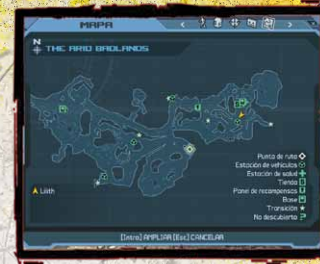 MAPA
N
THE ARID BADLANDS
Punto de ruta
Estación de vehículos
Estación de salud
Tienda
Panel de recompensas
Base
Transición
No descubierto
Lilith
[Intro] AMPLIAR [Esc] CANCELAR